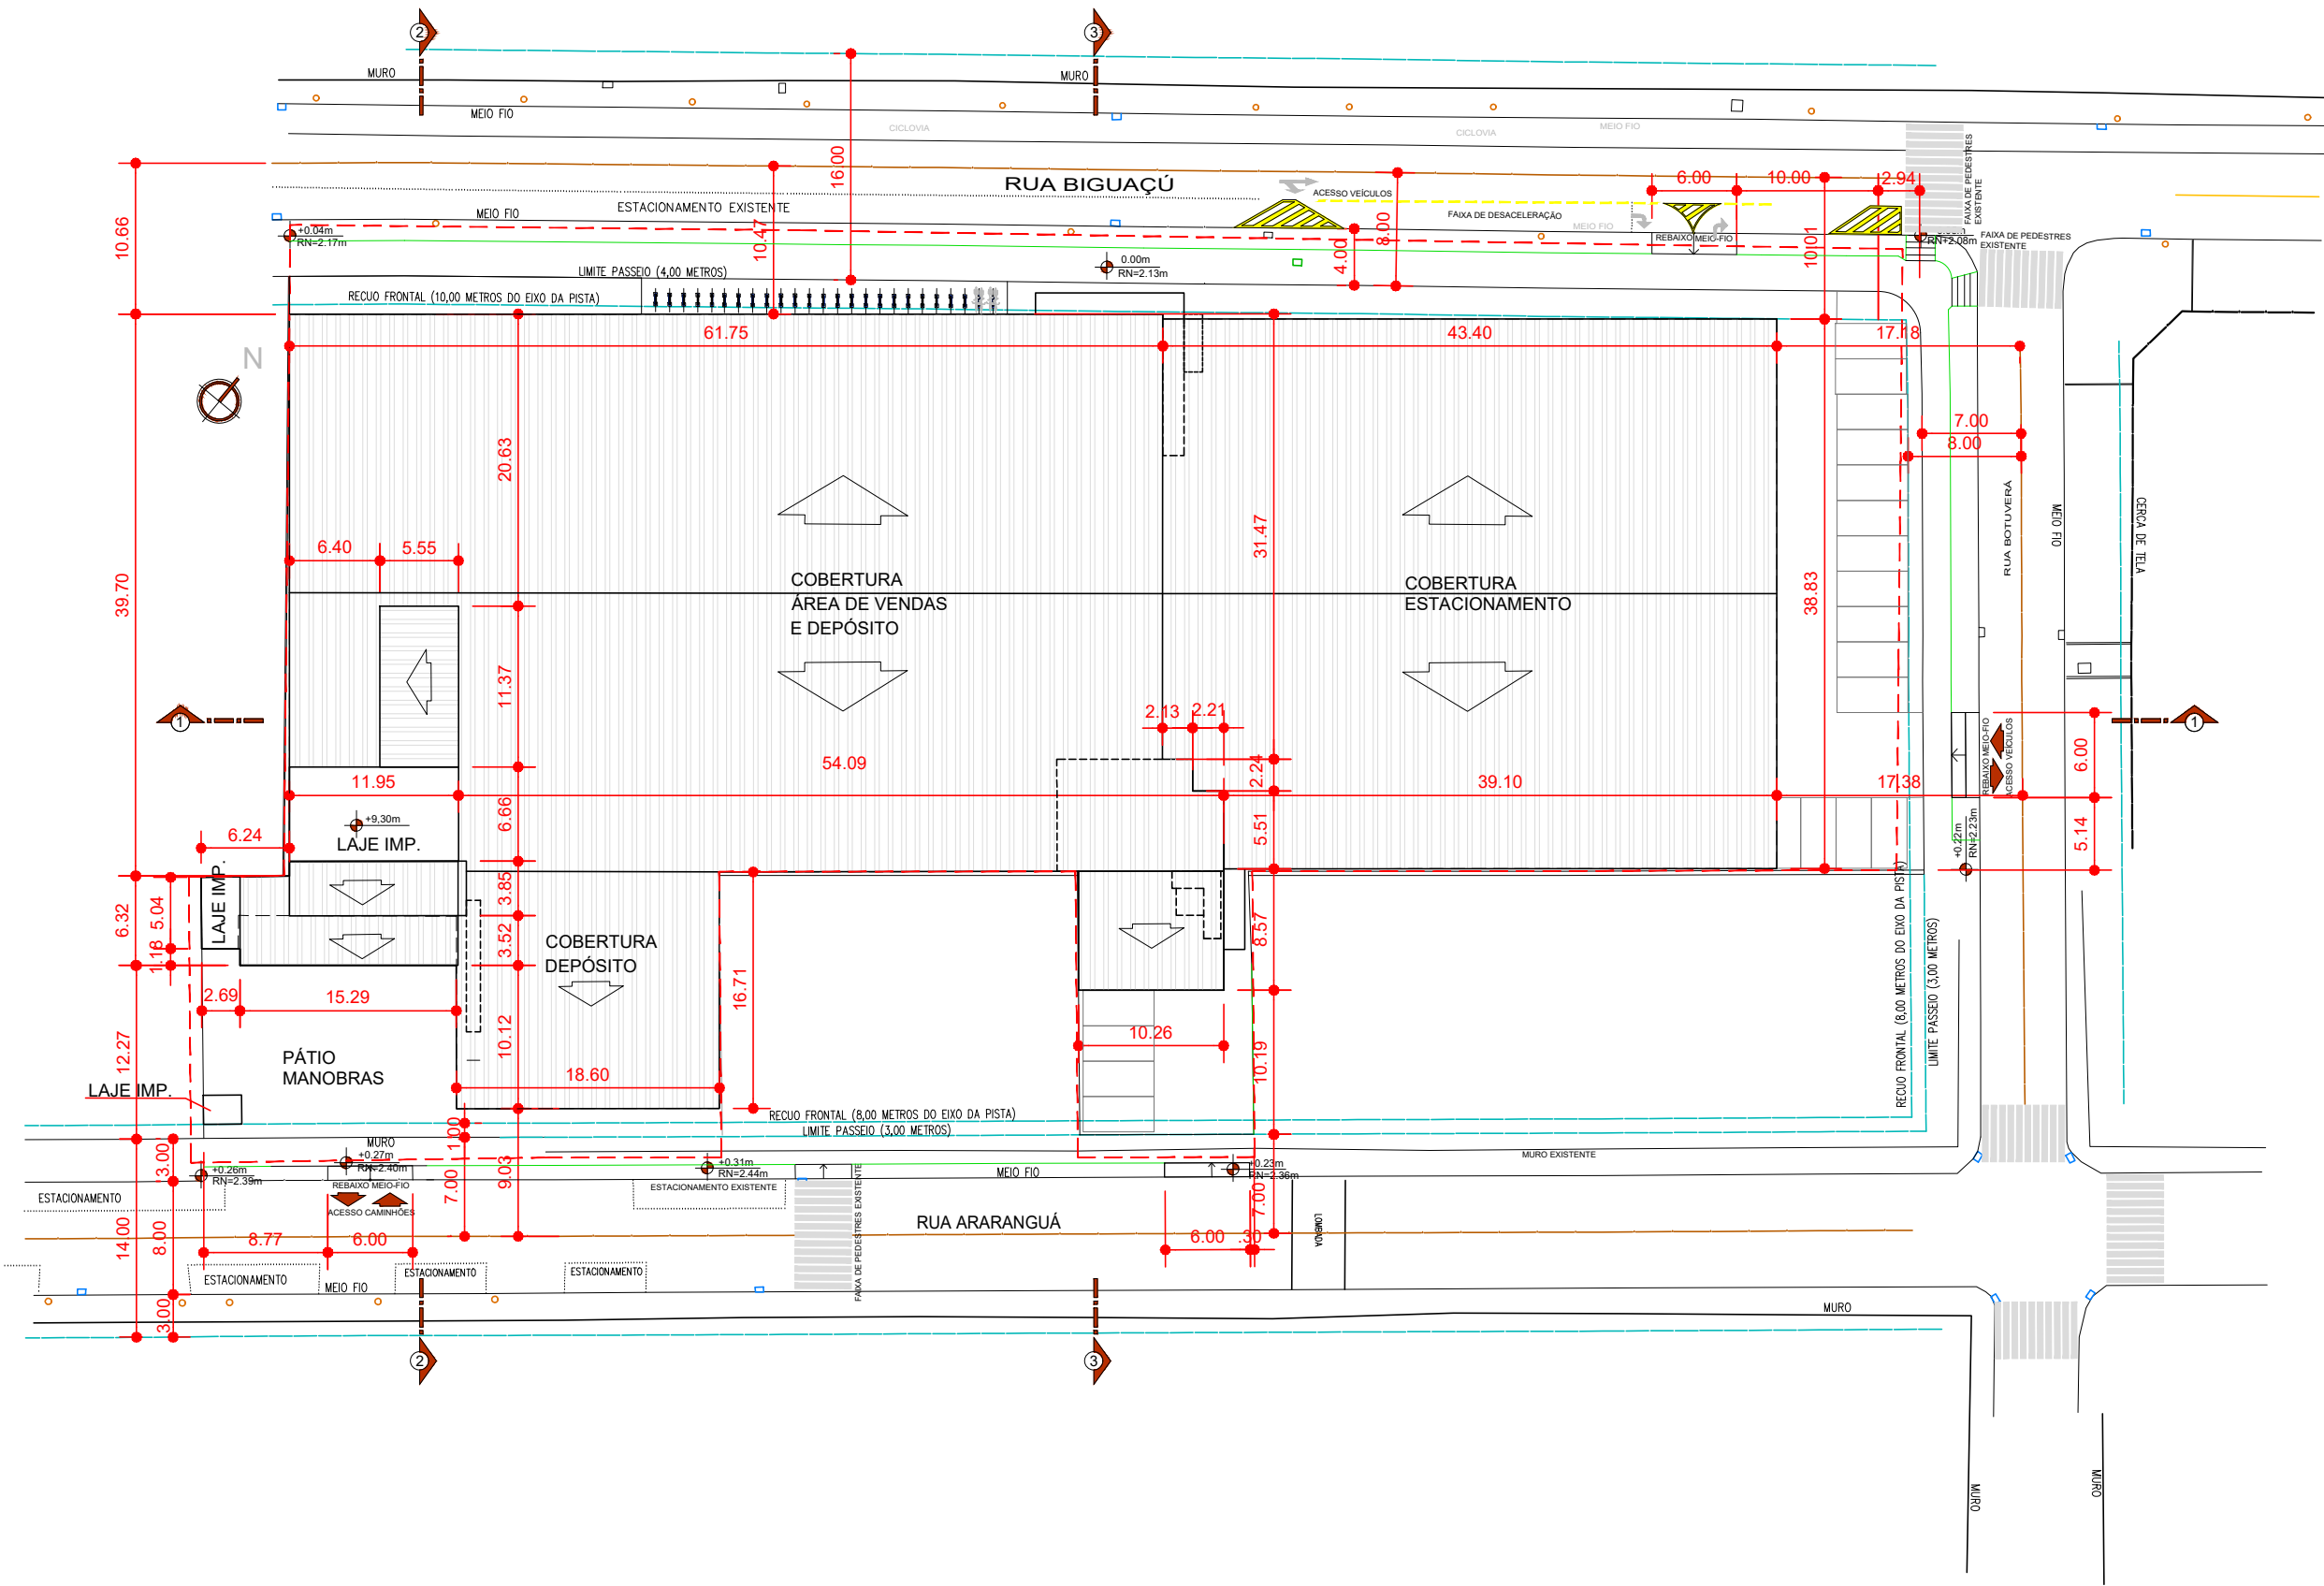 2
3
MURO
MURO
MEIO FIO
CICLOVIA
CICLOVIA
MEIO FIO
FAIXA DE PEDESTRES
EXISTENTE
16.00
RUA BIGUAÇÚ
ACESSO VEÍCULOS
6.00
10.00
2.94
ESTACIONAMENTO EXISTENTE
MEIO FIO
FAIXA DE DESACELERAÇÃO
MEIO FIO
REBAIXO MEIO-FIO
10.66
+0.04m
RN=2.17m
10.47
8.00
4.00
10.01
RN+2.08m
FAIXA DE PEDESTRES
EXISTENTE
0.00m
RN=2.13m
LIMITE PASSEIO (4,00 METROS)
RECUO FRONTAL (10,00 METROS DO EIXO DA PISTA)
61.75
43.40
17.18
N
7.00
8.00
20.63
31.47
39.70
38.83
RUA BOTUVERÁ
MEIO FIO
CERCA DE TELA
6.40
5.55
COBERTURA
ÁREA DE VENDAS
E DEPÓSITO
COBERTURA
ESTACIONAMENTO
11.37
1
1
2.13
2.21
2.24
REBAIXO MEIO-FIO
ACESSO VEÍCULOS
6.00
11.95
54.09
39.10
17.38
6.66
5.51
5.14
+9,30m
LAJE IMP.
6.24
+0.22m
RN=2.23m
LAJE IMP.
6.32
5.04
1.18
3.85
3.52
COBERTURA
DEPÓSITO
16.71
8.57
RECUO FRONTAL (8,00 METROS DO EIXO DA PISTA)
LIMITE PASSEIO (3,00 METROS)
2.69
15.29
12.27
10.12
10.26
10.19
PÁTIO
MANOBRAS
18.60
LAJE IMP.
RECUO FRONTAL (8,00 METROS DO EIXO DA PISTA)
LIMITE PASSEIO (3,00 METROS)
1.00
3.00
MURO
+0.27m
RN=2.40m
+0.26m
RN=2.39m
+0.31m
RN=2.44m
+0.23m
RN=2.36m
MURO EXISTENTE
MEIO FIO
ESTACIONAMENTO
REBAIXO MEIO-FIO
ACESSO CAMINHÕES
ESTACIONAMENTO EXISTENTE
FAIXA DE PEDESTRES EXISTENTE
7.00
9.03
7.00
RUA ARARANGUÁ
LOMBADA
14.00
8.00
8.77
6.00
6.00
.30
ESTACIONAMENTO
ESTACIONAMENTO
ESTACIONAMENTO
MEIO FIO
3.00
MURO
2
3
MURO
MURO